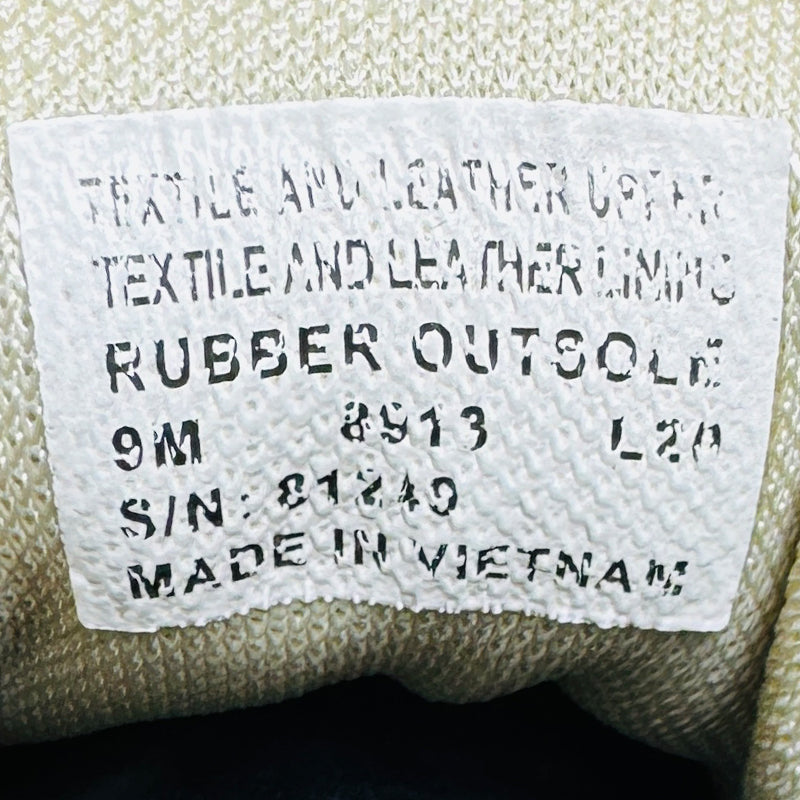 TEXTILE AND LEATHER UPPER
TEXTILE AND LEATHER LINING
RUBBER OUTSOLE
9M 8913 L20
S/N: 81249
MADE IN VIETNAM